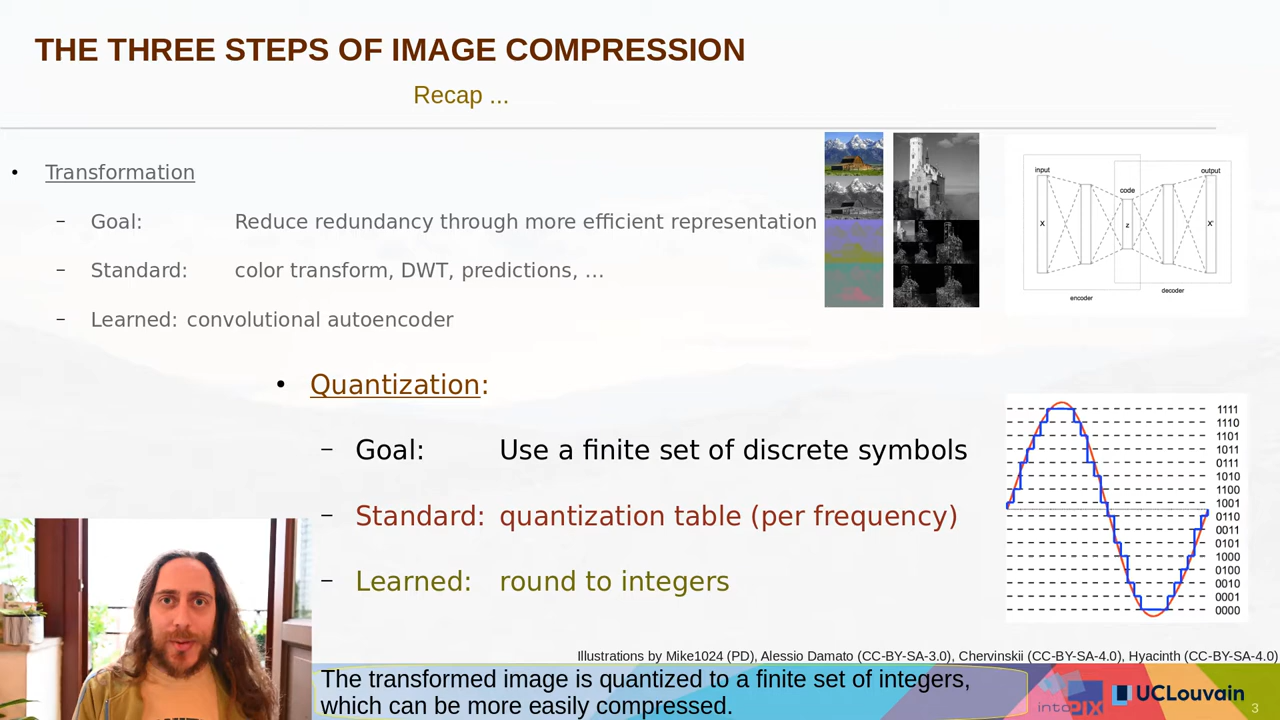 THE THREE STEPS OF IMAGE COMPRESSION
Recap ...
• Transformation
– Goal: Reduce redundancy through more efficient representation
– Standard: color transform, DWT, predictions, ...
– Learned: convolutional autoencoder
input
code
output
X
z
X'
encoder
decoder
• Quantization:
– Goal: Use a finite set of discrete symbols
– Standard: quantization table (per frequency)
– Learned: round to integers
1111
1110
1101
1011
0111
1010
1100
1001
0110
0011
0101
1000
0100
0010
0001
0000
Illustrations by Mike1024 (PD), Alessio Damato (CC-BY-SA-3.0), Chervinskii (CC-BY-SA-4.0), Hyacinth (CC-BY-SA-4.0)
The transformed image is quantized to a finite set of integers,
which can be more easily compressed.
intoPIX
UCLouvain
3